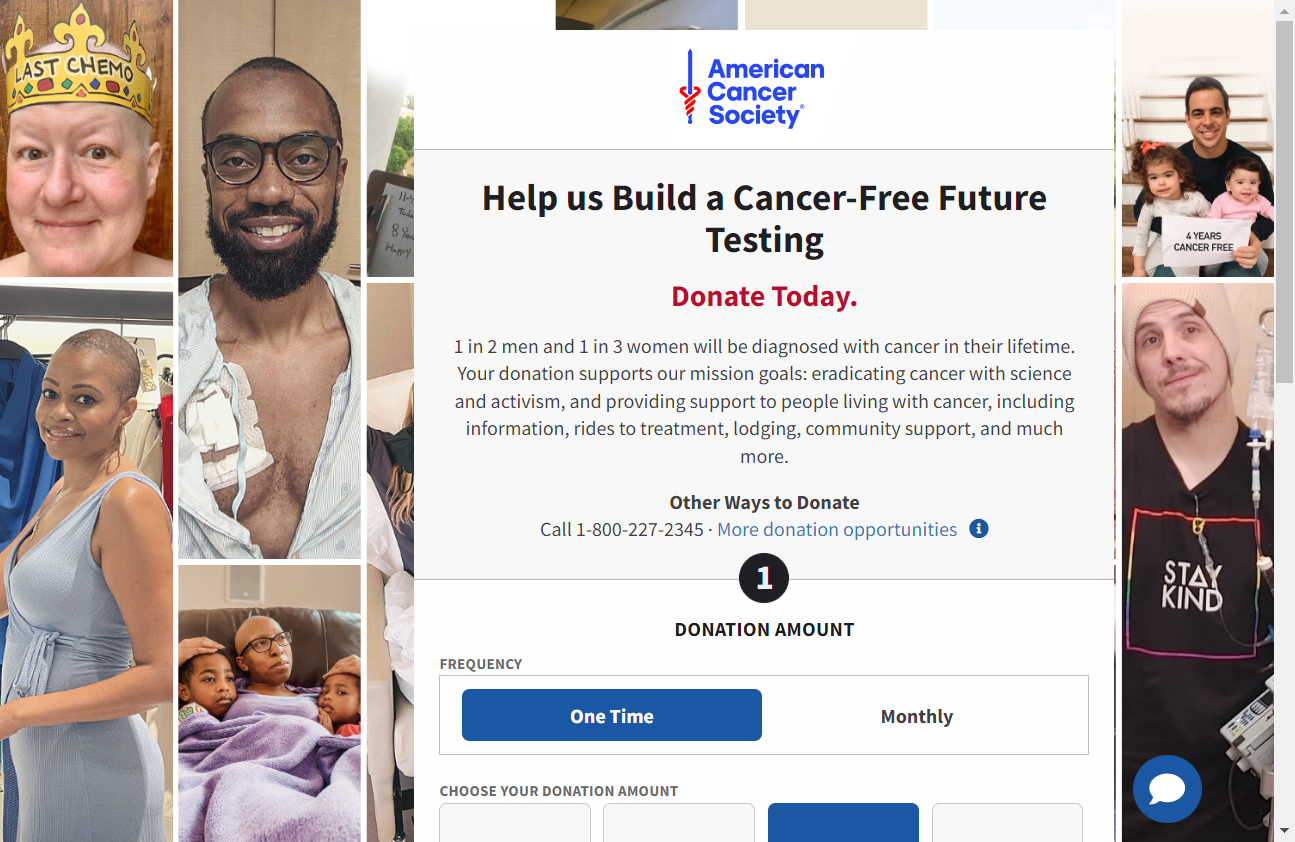 LAST CHEMO
American
Cancer
Society®
Help us Build a Cancer-Free Future
Testing
Donate Today.
1 in 2 men and 1 in 3 women will be diagnosed with cancer in their lifetime.
Your donation supports our mission goals: eradicating cancer with science
and activism, and providing support to people living with cancer, including
information, rides to treatment, lodging, community support, and much
more.
Other Ways to Donate
Call 1-800-227-2345 · More donation opportunities
1
DONATION AMOUNT
FREQUENCY
One Time
Monthly
CHOOSE YOUR DONATION AMOUNT
4 YEARS
CANCER FREE
STAY
KIND
8
Happy